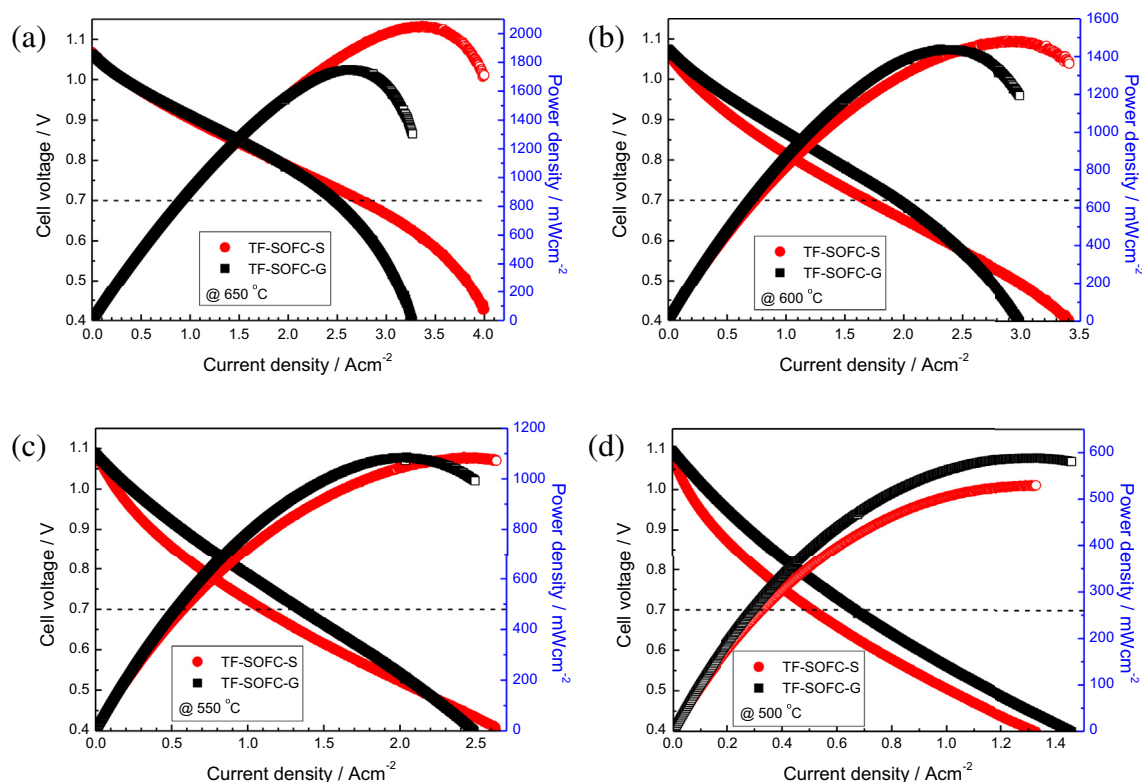 (a)
Cell voltage / V
1.1
1.0
0.9
0.8
0.7
0.6
0.5
0.4
0.0 0.5 1.0 1.5 2.0 2.5 3.0 3.5 4.0
Current density / Acm-2
2000
1800
1600
1400
1200
1000
800
600
400
200
0
Power density / mWcm-2
TF-SOFC-S
TF-SOFC-G
@ 650 °C
(b)
Cell voltage / V
1.1
1.0
0.9
0.8
0.7
0.6
0.5
0.4
0.0 0.5 1.0 1.5 2.0 2.5 3.0 3.5
Current density / Acm-2
1600
1400
1200
1000
800
600
400
200
0
Power density / mWcm-2
TF-SOFC-S
TF-SOFC-G
@ 600 °C
(c)
Cell voltage / V
1.1
1.0
0.9
0.8
0.7
0.6
0.5
0.4
0.0 0.5 1.0 1.5 2.0 2.5
Current density / Acm-2
1200
1000
800
600
400
200
0
Power density / mWcm-2
TF-SOFC-S
TF-SOFC-G
@ 550 °C
(d)
Cell voltage / V
1.1
1.0
0.9
0.8
0.7
0.6
0.5
0.4
0.0 0.2 0.4 0.6 0.8 1.0 1.2 1.4
Current density / Acm-2
600
500
400
300
200
100
0
Power density / mWcm-2
TF-SOFC-S
TF-SOFC-G
@ 500 °C